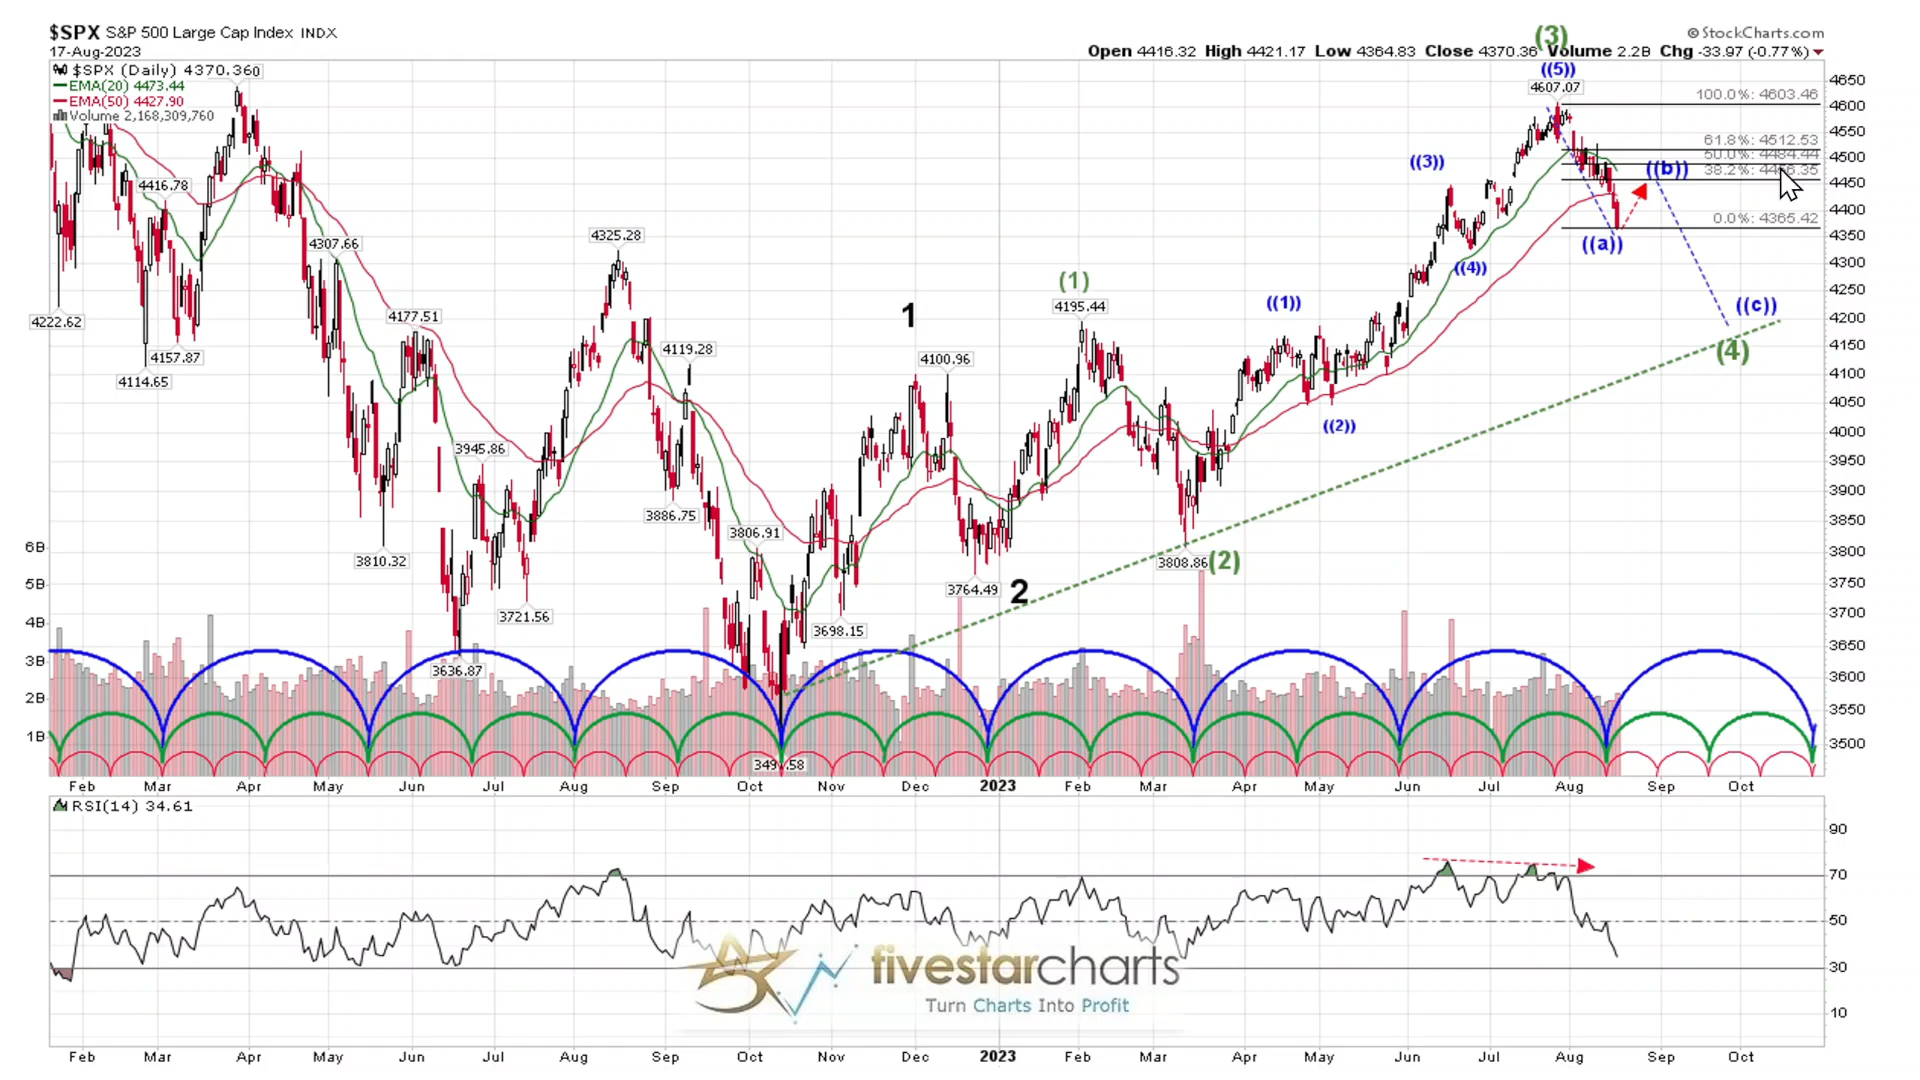 $SPX S&P 500 Large Cap Index INDX
© StockCharts.com
17-Aug-2023
Open 4416.32 High 4421.17 Low 4364.83 Close 4370.36 Volume 2.2B Chg -33.97 (-0.77%)
(3)
$SPX (Daily) 4370.360
EMA(20) 4473.44
EMA(50) 4427.90
Volume 2,168,309,760
((5))
4607.07
100.0%: 4603.46
61.8%: 4512.53
50.0%: 4484.44
38.2%:
0.0%: 4365.42
((3))
((b))
((a))
((4))
((c))
(4)
((1))
((2))
(1)
4195.44
1
4100.96
4325.28
4119.28
4416.78
4307.66
4222.62
4157.87
4114.65
4177.51
3945.86
3886.75
3806.91
3810.32
3721.56
3698.15
3764.49
2
3808.86
(2)
3636.87
4650
4600
4550
4500
4450
4400
4350
4300
4250
4200
4150
4100
4050
4000
3950
3900
3850
3800
3750
3700
3650
3600
3550
3500
6B
5B
4B
3B
2B
1B
Feb Mar Apr May Jun Jul Aug Sep Oct Nov Dec 2023 Feb Mar Apr May Jun Jul Aug Sep Oct
RSI(14) 34.61
90
70
50
30
10
fivestarcharts
Turn Charts Into Profit
Feb Mar Apr May Jun Jul Aug Sep Oct Nov Dec 2023 Feb Mar Apr May Jun Jul Aug Sep Oct